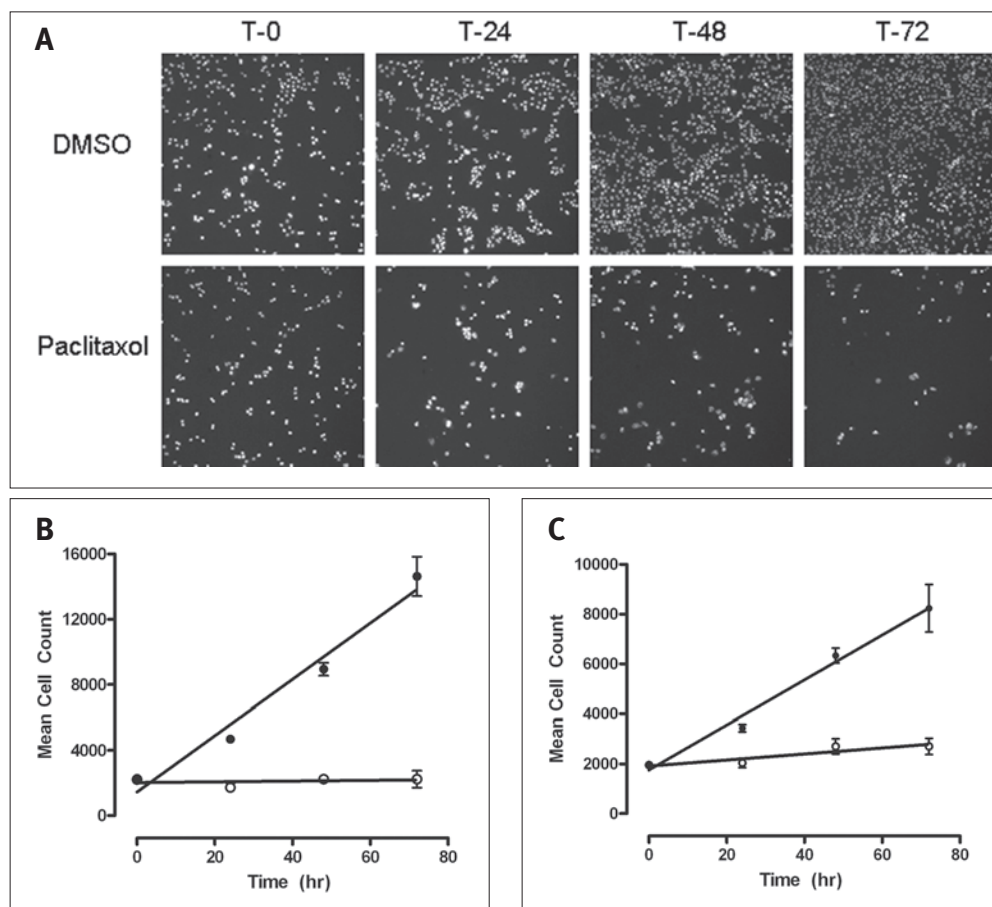 A
T-0 T-24 T-48 T-72
DMSO
Paclitaxol
B
16000
12000
8000
4000
0
Mean Cell Count
0 20 40 60 80
Time (hr)
C
10000
8000
6000
4000
2000
0
Mean Cell Count
0 20 40 60 80
Time (hr)